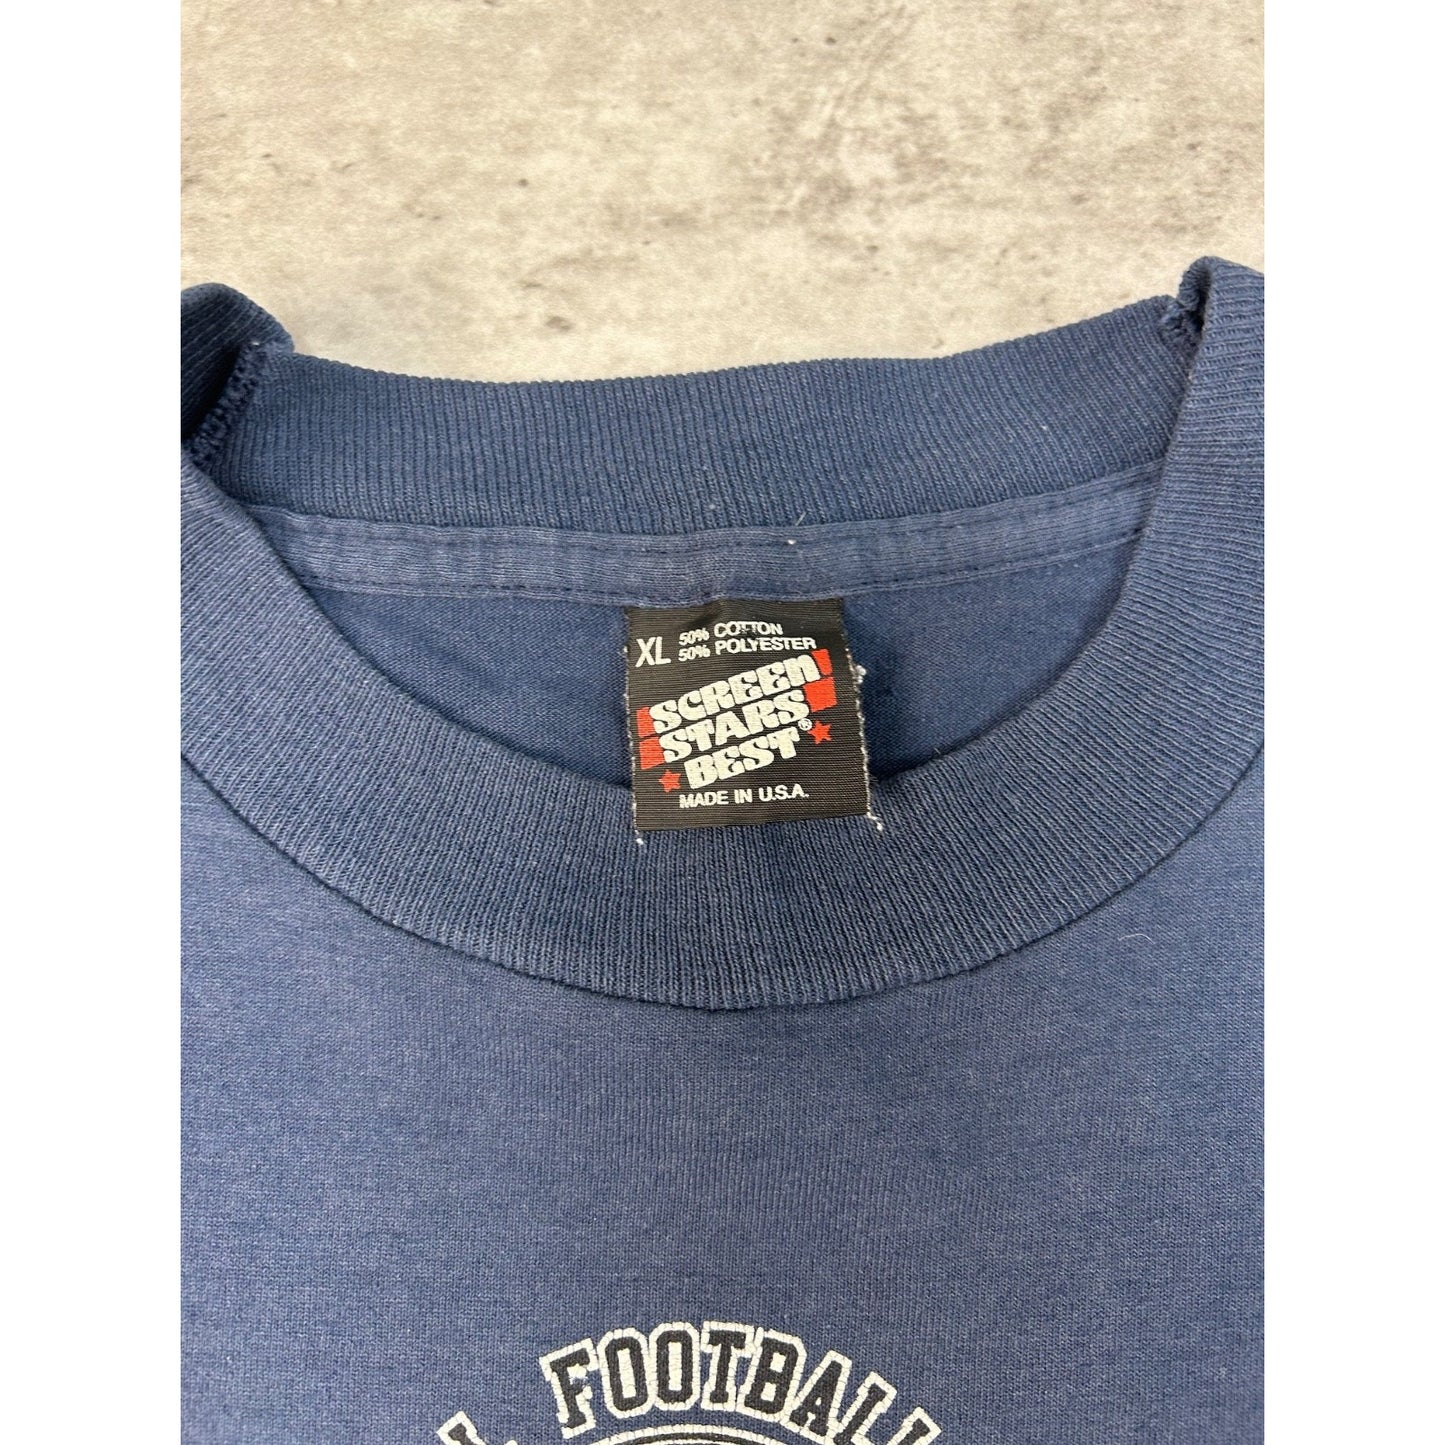 XL 50% COTTON
50% POLYESTER
SCREEN
STARS
BEST®
MADE IN U.S.A.
FOOTBALL